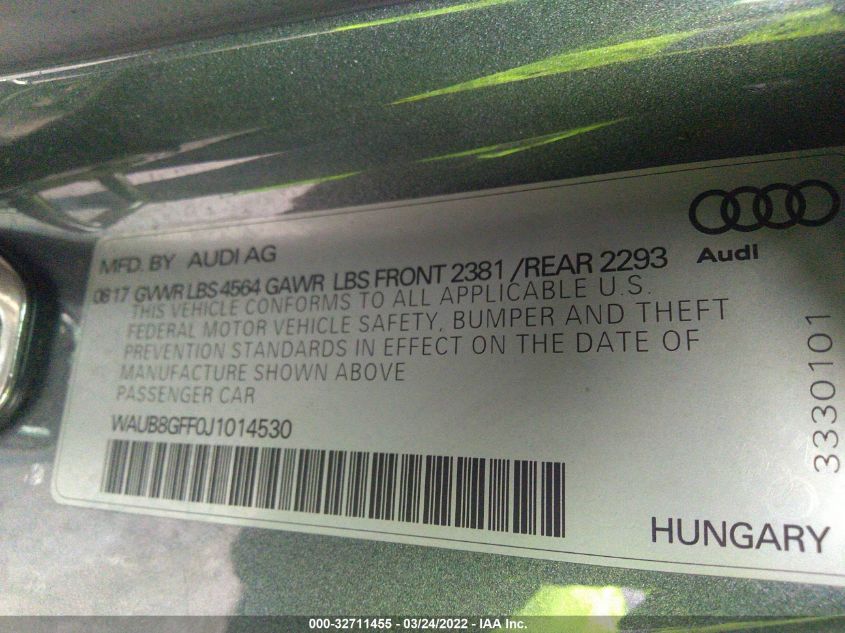 MFD. BY AUDI AG
0817 GVWR LBS 4564 GAWR LBS FRONT 2381 / REAR 2293
THIS VEHICLE CONFORMS TO ALL APPLICABLE U.S.
FEDERAL MOTOR VEHICLE SAFETY, BUMPER AND THEFT
PREVENTION STANDARDS IN EFFECT ON THE DATE OF
MANUFACTURE SHOWN ABOVE
PASSENGER CAR
WAUB8GFF0J1014530
Audi
3330101
HUNGARY
000-32711455 - 03/24/2022 - IAA Inc.